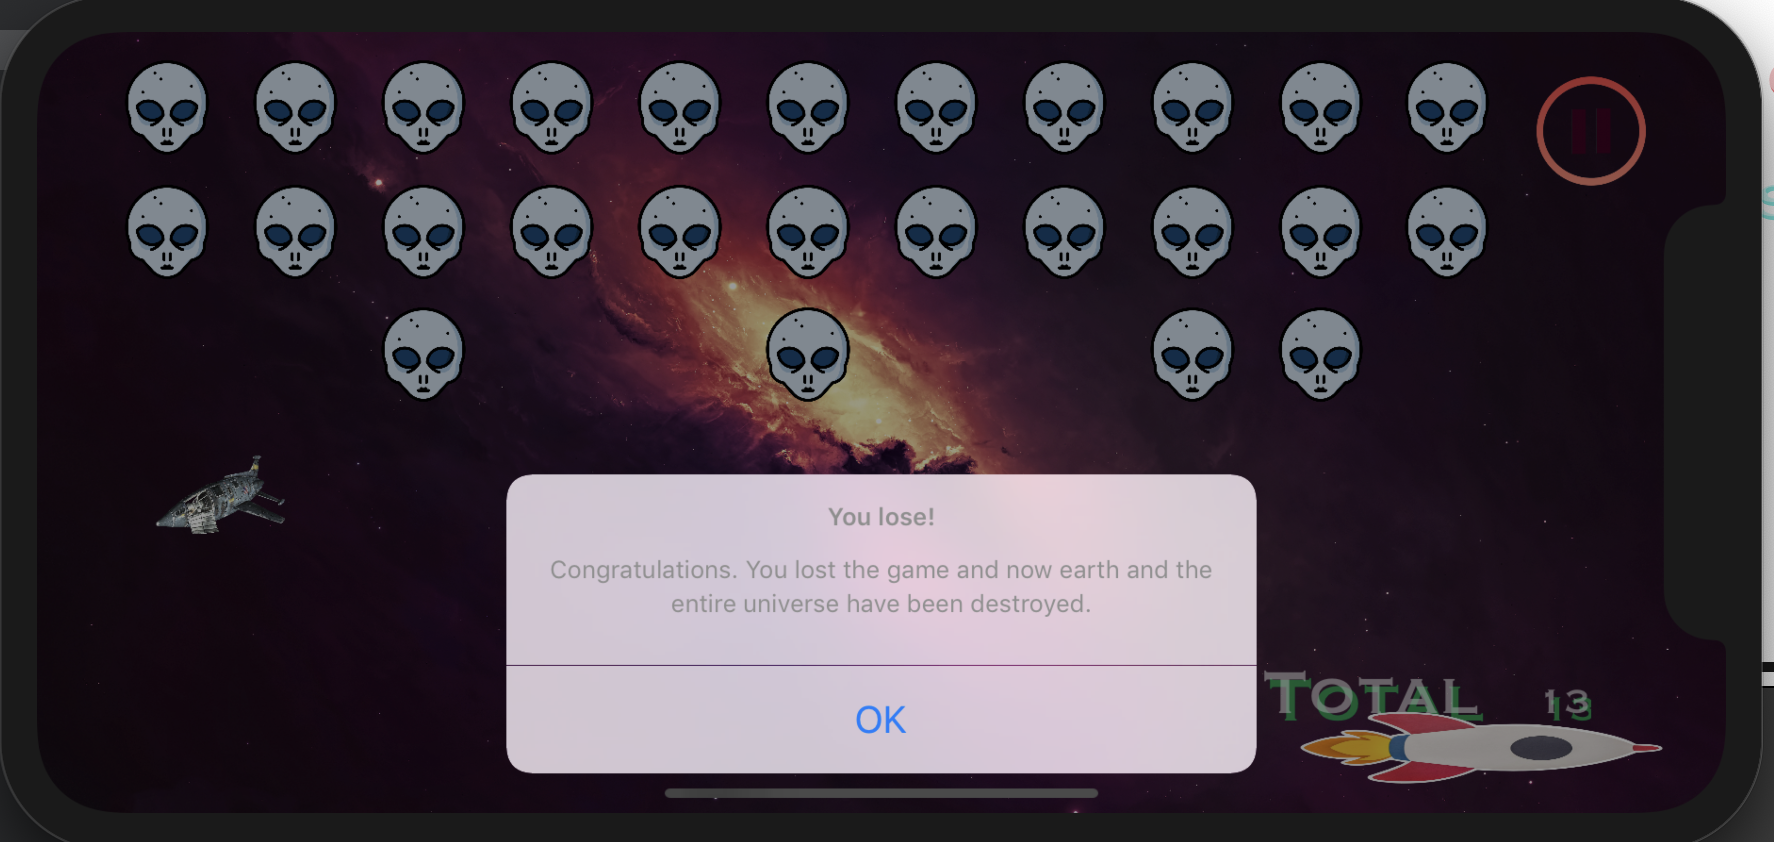 You lose!
Congratulations. You lost the game and now earth and the
entire universe have been destroyed.
TOTAL 13
OK